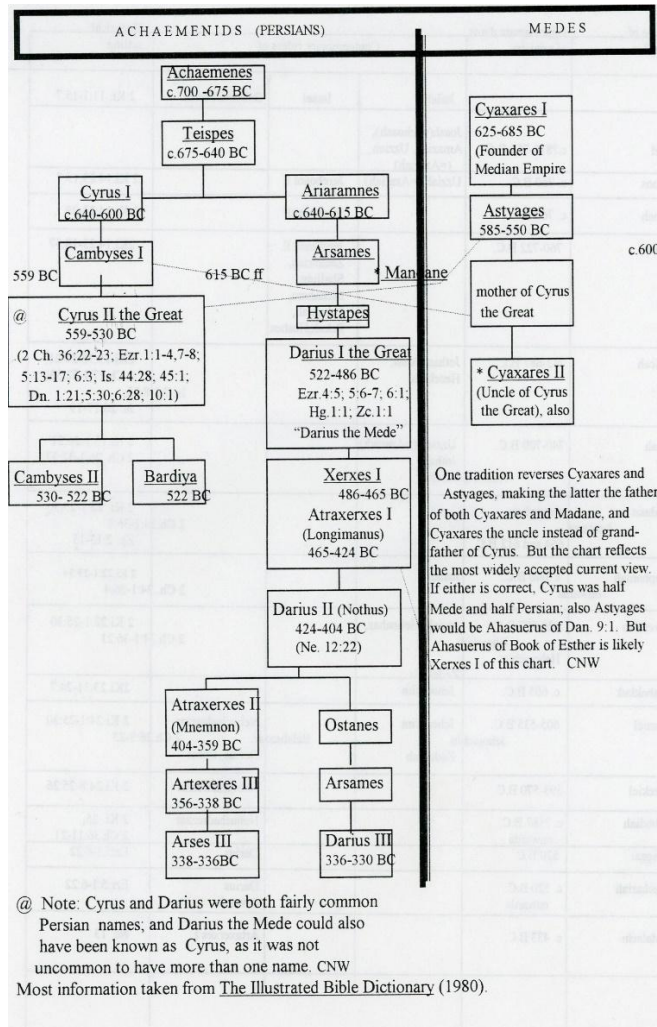 ACHAEMENIDS (PERSIANS)
MEDES
Achaemenes
c.700 -675 BC
Teispes
c.675-640 BC
Cyrus I
c.640-600 BC
Ariaramnes
c.640-615 BC
Cambyses I
559 BC
Arsames
615 BC ff
* Mandane
Cyaxares I
625-685 BC
(Founder of
Median Empire
Astyages
585-550 BC
c.600
mother of Cyrus
the Great
* Cyaxares II
(Uncle of Cyrus
the Great), also
@ Cyrus II the Great
559-530 BC
(2 Ch. 36:22-23; Ezr.1:1-4,7-8;
5:13-17; 6:3; Is. 44:28; 45:1;
Dn. 1:21;5:30;6:28; 10:1)
Hystapes
Darius I the Great
522-486 BC
Ezr.4:5; 5:6-7; 6:1;
Hg.1:1; Zc.1:1
"Darius the Mede"
Cambyses II
530- 522 BC
Bardiya
522 BC
Xerxes I
486-465 BC
Atraxerxes I
(Longimanus)
465-424 BC
One tradition reverses Cyaxares and
Astyages, making the latter the father
of both Cyaxares and Madane, and
Cyaxares the uncle instead of grand-
father of Cyrus. But the chart reflects
the most widely accepted current view.
If either is correct, Cyrus was half
Mede and half Persian; also Astyages
would be Ahasuerus of Dan. 9:1. But
Ahasuerus of Book of Esther is likely
Xerxes I of this chart. CNW
Darius II (Nothus)
424-404 BC
(Ne. 12:22)
Atraxerxes II
(Mnemnon)
404-359 BC
Ostanes
Artexeres III
356-338 BC
Arsames
Arses III
338-336BC
Darius III
336-330 BC
@ Note: Cyrus and Darius were both fairly common
Persian names; and Darius the Mede could also
have been known as Cyrus, as it was not
uncommon to have more than one name. CNW
Most information taken from The Illustrated Bible Dictionary (1980).